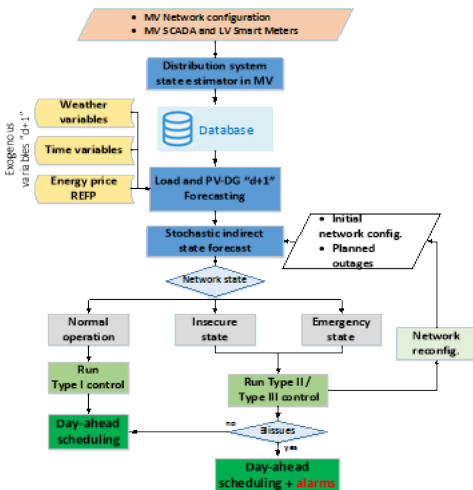 • MV Network configuration
• MV SCADA and LV Smart Meters
Distribution system
state estimator in MV
Exogenous
variables "d+1"
Weather
variables
Database
Time variables
Energy price
REFP
Load and PV-DG "d+1"
Forecasting
Stochastic indirect
state forecast
• Initial
network config.
• Planned
outages
Network state
Normal
operation
Insecure
state
Emergency
state
Network
reconfig.
Run
Type I control
Run Type II /
Type III control
Day-ahead
scheduling
no
∃issues
yes
Day-ahead
scheduling + alarms